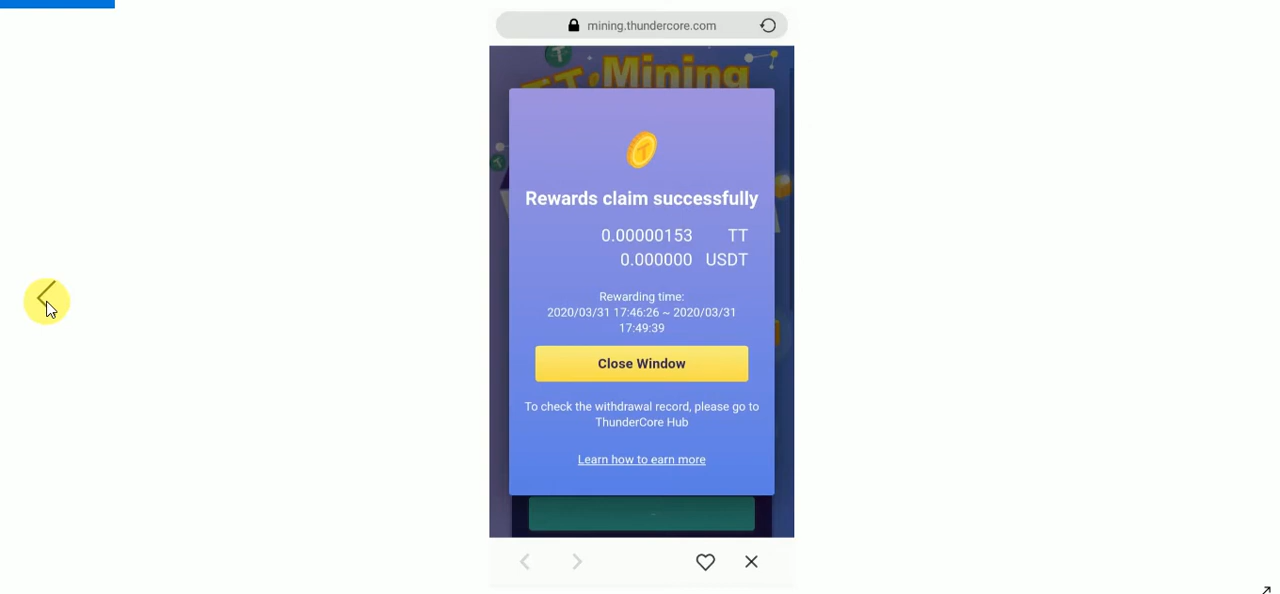 mining.thundercore.com
TT·Mining
Rewards claim successfully
0.00000153 TT
0.000000 USDT
Rewarding time:
2020/03/31 17:46:26 ~ 2020/03/31
17:49:39
Close Window
To check the withdrawal record, please go to
ThunderCore Hub
Learn how to earn more